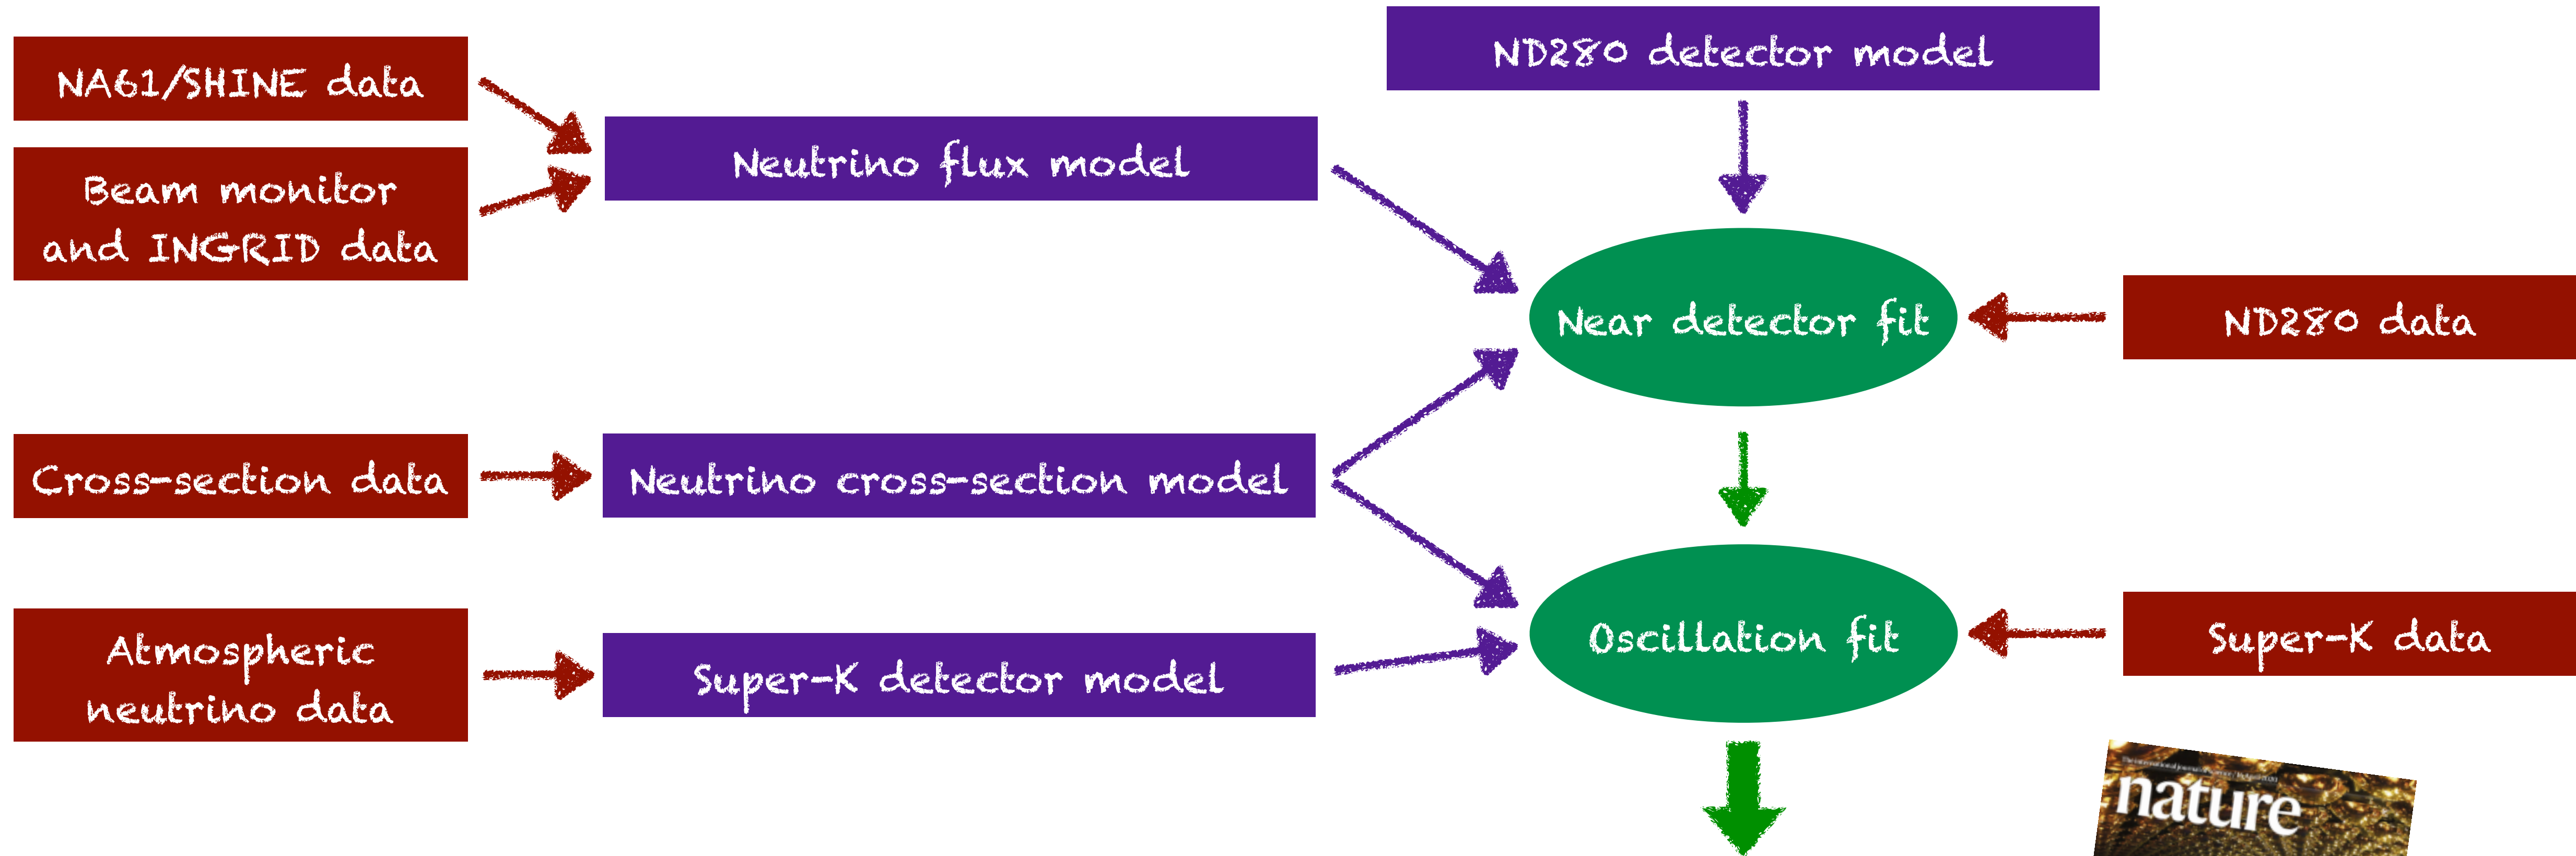 ND280 detector model
NA61/SHINE data
Neutrino flux model
Beam monitor
and INGRID data
Near detector fit
ND280 data
Cross-section data
Neutrino cross-section model
Oscillation fit
Super-K data
Atmospheric
neutrino data
Super-K detector model
nature